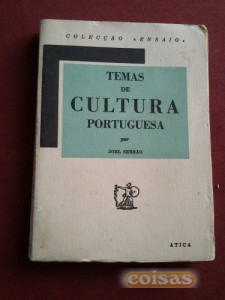 COLECÇÃO «ENSAIO»
TEMAS
DE
CULTURA
PORTUGUESA
por
JOEL SERRÃO
ATICA
coisas